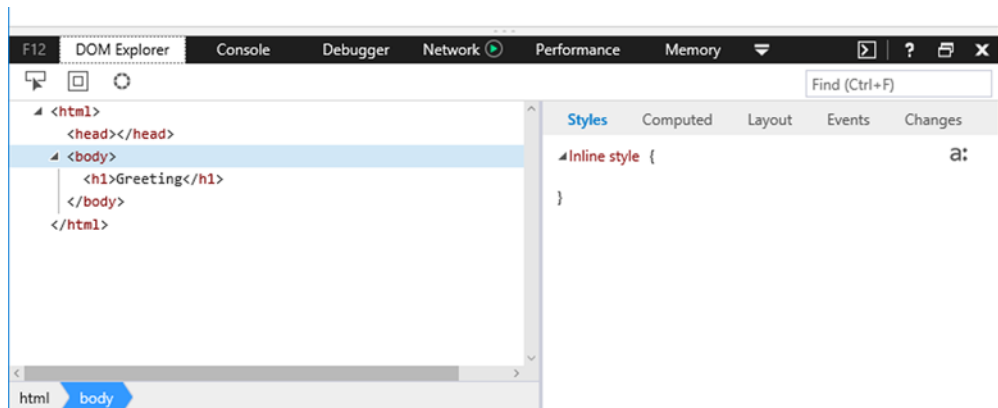 F12 DOM Explorer Console Debugger Network Performance Memory ?
Find (Ctrl+F)
<html>
<head></head>
<body>
<h1>Greeting</h1>
</body>
</html>
html body
Styles Computed Layout Events Changes
Inline style {
a:
}